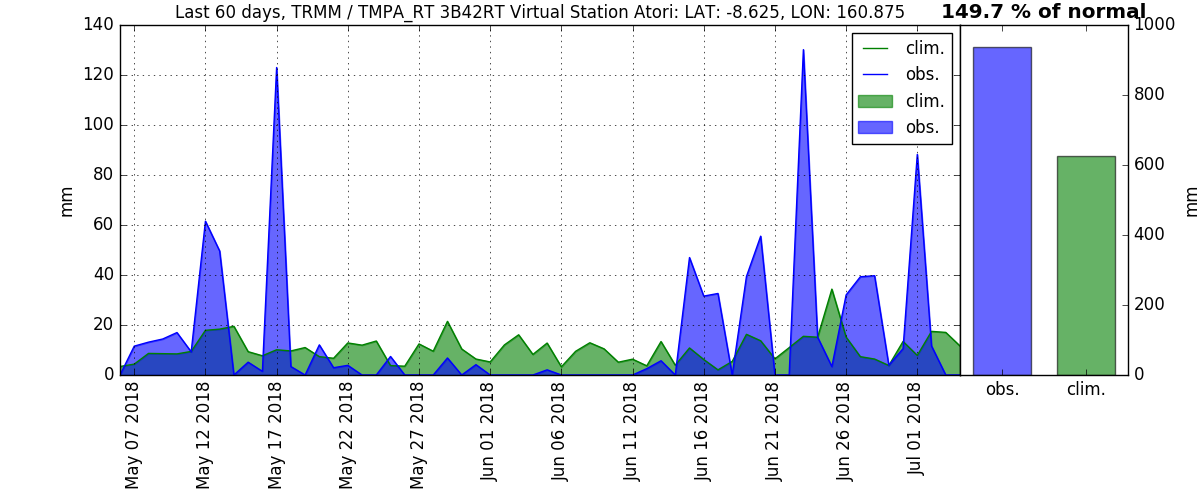 Last 60 days, TRMM / TMPA_RT 3B42RT Virtual Station Atori: LAT: -8.625, LON: 160.875
149.7 % of normal
140
120
100
80
60
40
20
0
mm
clim.
obs.
clim.
obs.
May 07 2018
May 12 2018
May 17 2018
May 22 2018
May 27 2018
Jun 01 2018
Jun 06 2018
Jun 11 2018
Jun 16 2018
Jun 21 2018
Jun 26 2018
Jul 01 2018
1000
800
600
400
200
0
mm
obs.
clim.